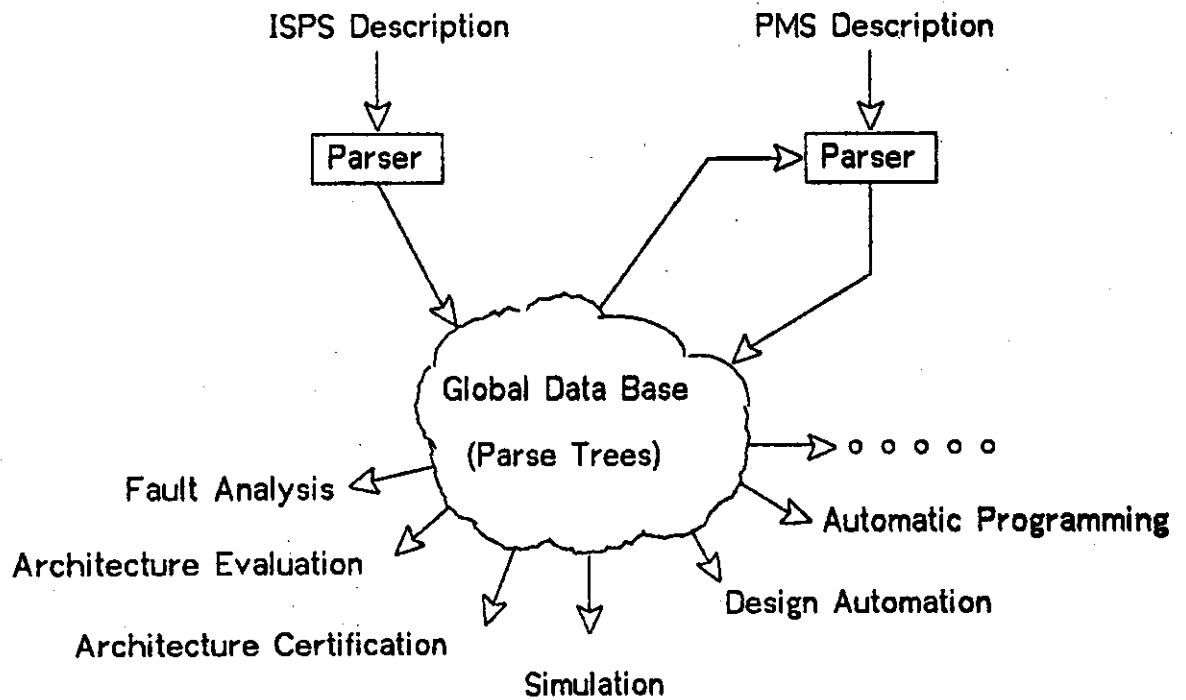 ISPS Description
PMS Description
Parser
Parser
Global Data Base
(Parse Trees)
Fault Analysis
Automatic Programming
Architecture Evaluation
Design Automation
Architecture Certification
Simulation